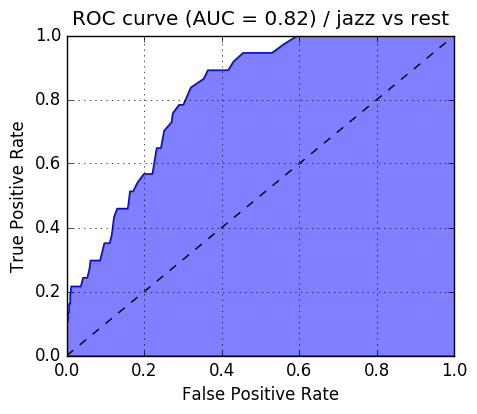 ROC curve (AUC = 0.82) / jazz vs rest
1.0
0.8
0.6
0.4
0.2
0.0
True Positive Rate
0.0 0.2 0.4 0.6 0.8 1.0
False Positive Rate